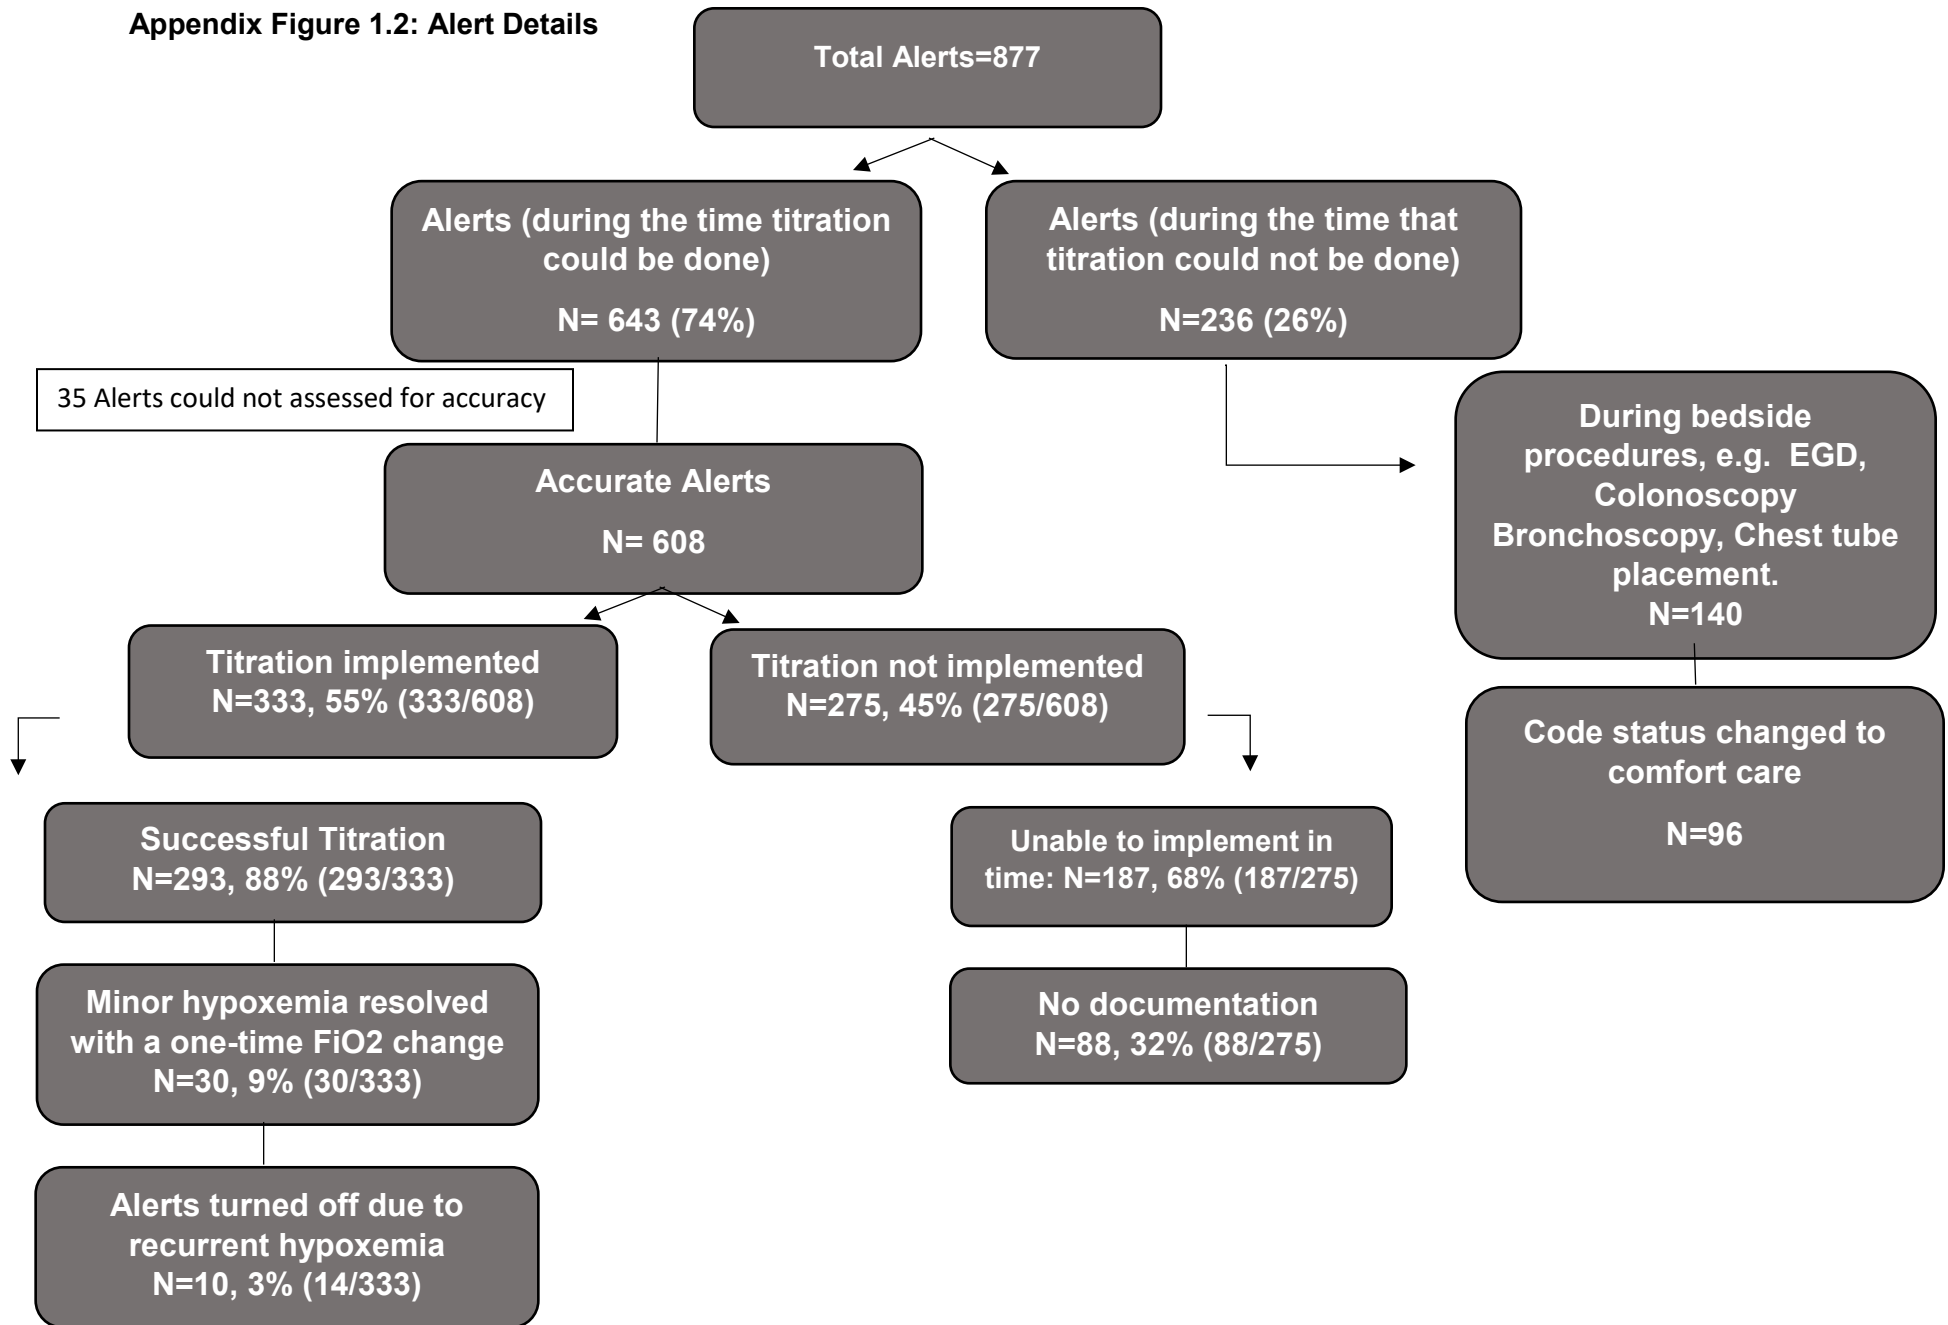 Appendix Figure 1.2: Alert Details
Total Alerts=877
Alerts (during the time titration
could be done)
N= 643 (74%)
Alerts (during the time that
titration could not be done)
N=236 (26%)
35 Alerts could not assessed for accuracy
Accurate Alerts
N= 608
During bedside
procedures, e.g. EGD,
Colonoscopy
Bronchoscopy, Chest tube
placement.
N=140
Titration implemented
N=333, 55% (333/608)
Titration not implemented
N=275, 45% (275/608)
Code status changed to
comfort care
N=96
Successful Titration
N=293, 88% (293/333)
Unable to implement in
time: N=187, 68% (187/275)
Minor hypoxemia resolved
with a one-time FiO2 change
N=30, 9% (30/333)
No documentation
N=88, 32% (88/275)
Alerts turned off due to
recurrent hypoxemia
N=10, 3% (14/333)